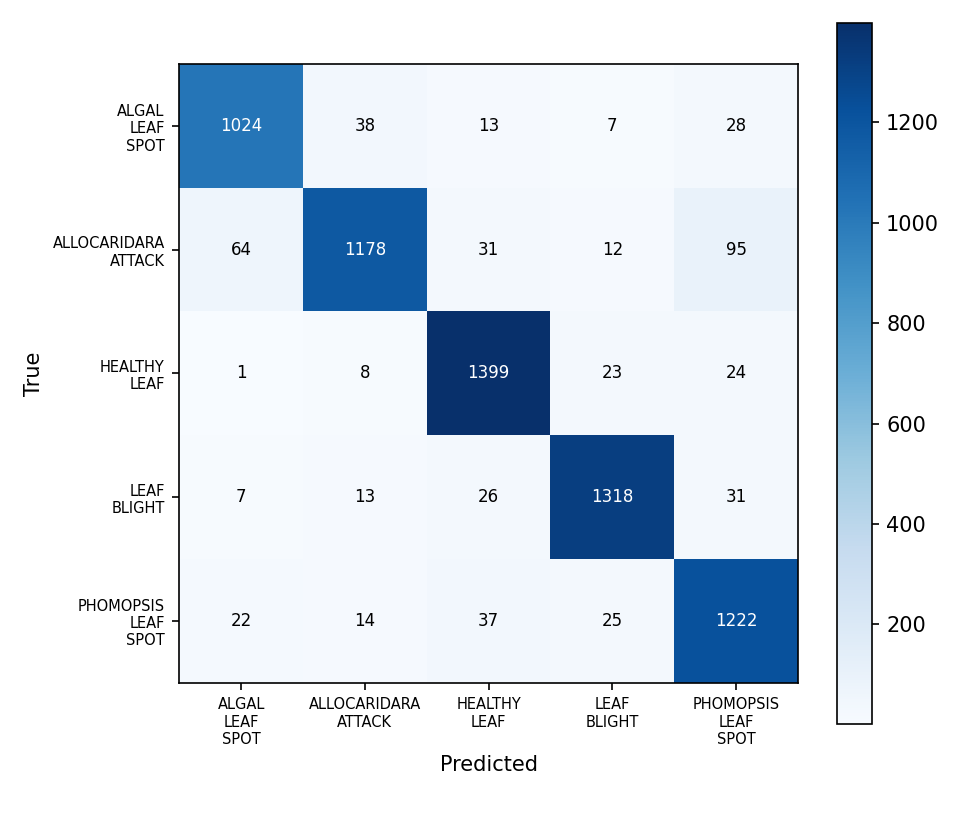 ALGAL
LEAF
SPOT
1024 38 13 7 28
ALLOCARIDARA
ATTACK
64 1178 31 12 95
HEALTHY
LEAF
1 8 1399 23 24
LEAF
BLIGHT
7 13 26 1318 31
PHOMOPSIS
LEAF
SPOT
22 14 37 25 1222
True
ALGAL
LEAF
SPOT
ALLOCARIDARA
ATTACK
HEALTHY
LEAF
LEAF
BLIGHT
PHOMOPSIS
LEAF
SPOT
Predicted
1200
1000
800
600
400
200